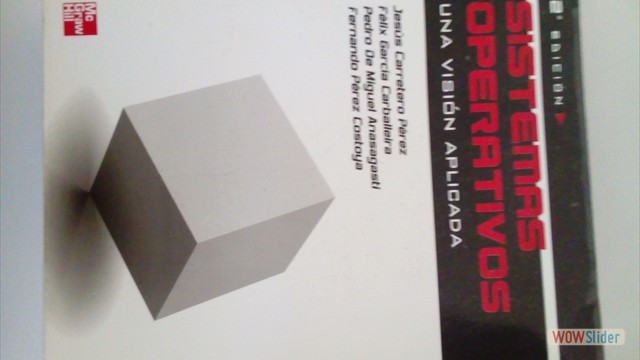 2ª EDICIÓN
SISTEMAS
OPERATIVOS
UNA VISIÓN APLICADA
Jesús Carretero Pérez
Félix García Carballeira
Pedro De Miguel Anasagasti
Fernando Pérez Costoya
Mc
Graw
Hill
WOWSlider